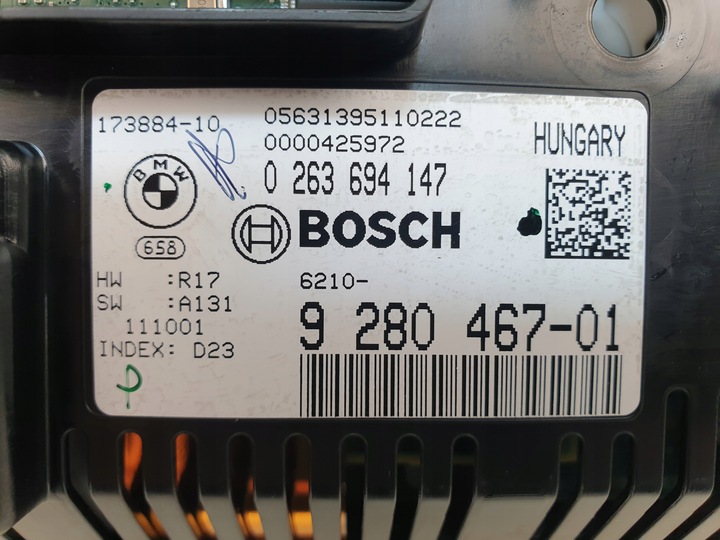 173884-10
05631395110222
0000425972
HUNGARY
0 263 694 147
BMW
658
BOSCH
HW :R17
SW :A131
111001
INDEX: D23
6210-
9 280 467-01